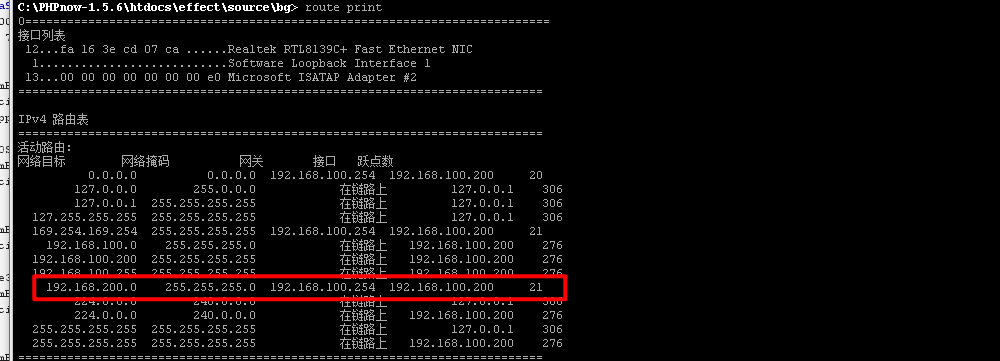 C:\PHPnow-1.5.6\htdocs\effect\source\bg> route print
===========================================================================
接口列表
12...fa 16 3e cd 07 ca ......Realtek RTL8139C+ Fast Ethernet NIC
1...........................Software Loopback Interface 1
13...00 00 00 00 00 00 00 e0 Microsoft ISATAP Adapter #2
===========================================================================
IPv4 路由表
===========================================================================
活动路由:
网络目标 网络掩码 网关 接口 跃点数
0.0.0.0 0.0.0.0 192.168.100.254 192.168.100.200 20
127.0.0.0 255.0.0.0 在链路上 127.0.0.1 306
127.0.0.1 255.255.255.255 在链路上 127.0.0.1 306
127.255.255.255 255.255.255.255 在链路上 127.0.0.1 306
169.254.169.254 255.255.255.255 192.168.100.254 192.168.100.200 21
192.168.100.0 255.255.255.0 在链路上 192.168.100.200 276
192.168.100.200 255.255.255.255 在链路上 192.168.100.200 276
192.168.100.255 255.255.255.255 在链路上 192.168.100.200 276
192.168.200.0 255.255.255.0 192.168.100.254 192.168.100.200 21
224.0.0.0 240.0.0.0 在链路上 127.0.0.1 306
224.0.0.0 240.0.0.0 在链路上 192.168.100.200 276
255.255.255.255 255.255.255.255 在链路上 127.0.0.1 306
255.255.255.255 255.255.255.255 在链路上 192.168.100.200 276
===========================================================================